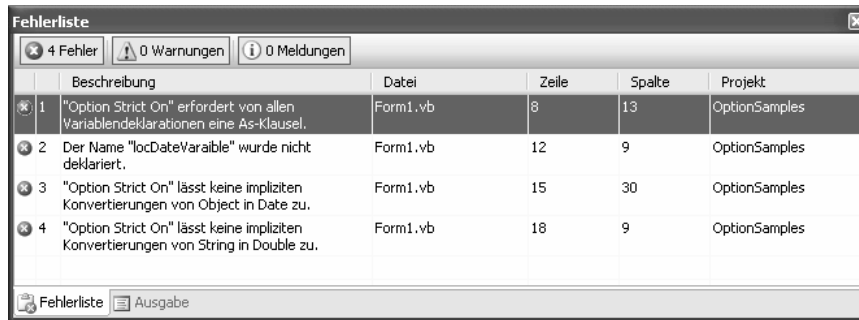 Fehlerliste
4 Fehler 0 Warnungen 0 Meldungen
Beschreibung Datei Zeile Spalte Projekt
1 "Option Strict On" erfordert von allen Form1.vb 8 13 OptionSamples
Variablendeklarationen eine As-Klausel.
2 Der Name "locDateVaraible" wurde nicht Form1.vb 12 9 OptionSamples
deklariert.
3 "Option Strict On" lässt keine impliziten Form1.vb 15 30 OptionSamples
Konvertierungen von Object in Date zu.
4 "Option Strict On" lässt keine impliziten Form1.vb 18 9 OptionSamples
Konvertierungen von String in Double zu.
Fehlerliste Ausgabe